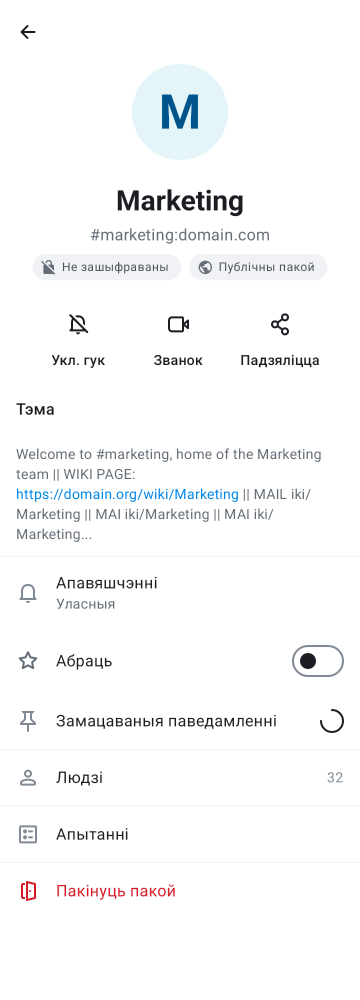 M
Marketing
#marketing:domain.com
Не зашыфраваны
Публічны пакой
Укл. гук
Званок
Падзяліцца
Тэма
Welcome to #marketing, home of the Marketing
team || WIKI PAGE:
https://domain.org/wiki/Marketing || MAIL iki/
Marketing || MAI iki/Marketing || MAI iki/
Marketing...
Апавяшчэнні
Уласныя
Абраць
Замацаваныя паведамленні
Людзі
32
Апытанні
Пакінуць пакой